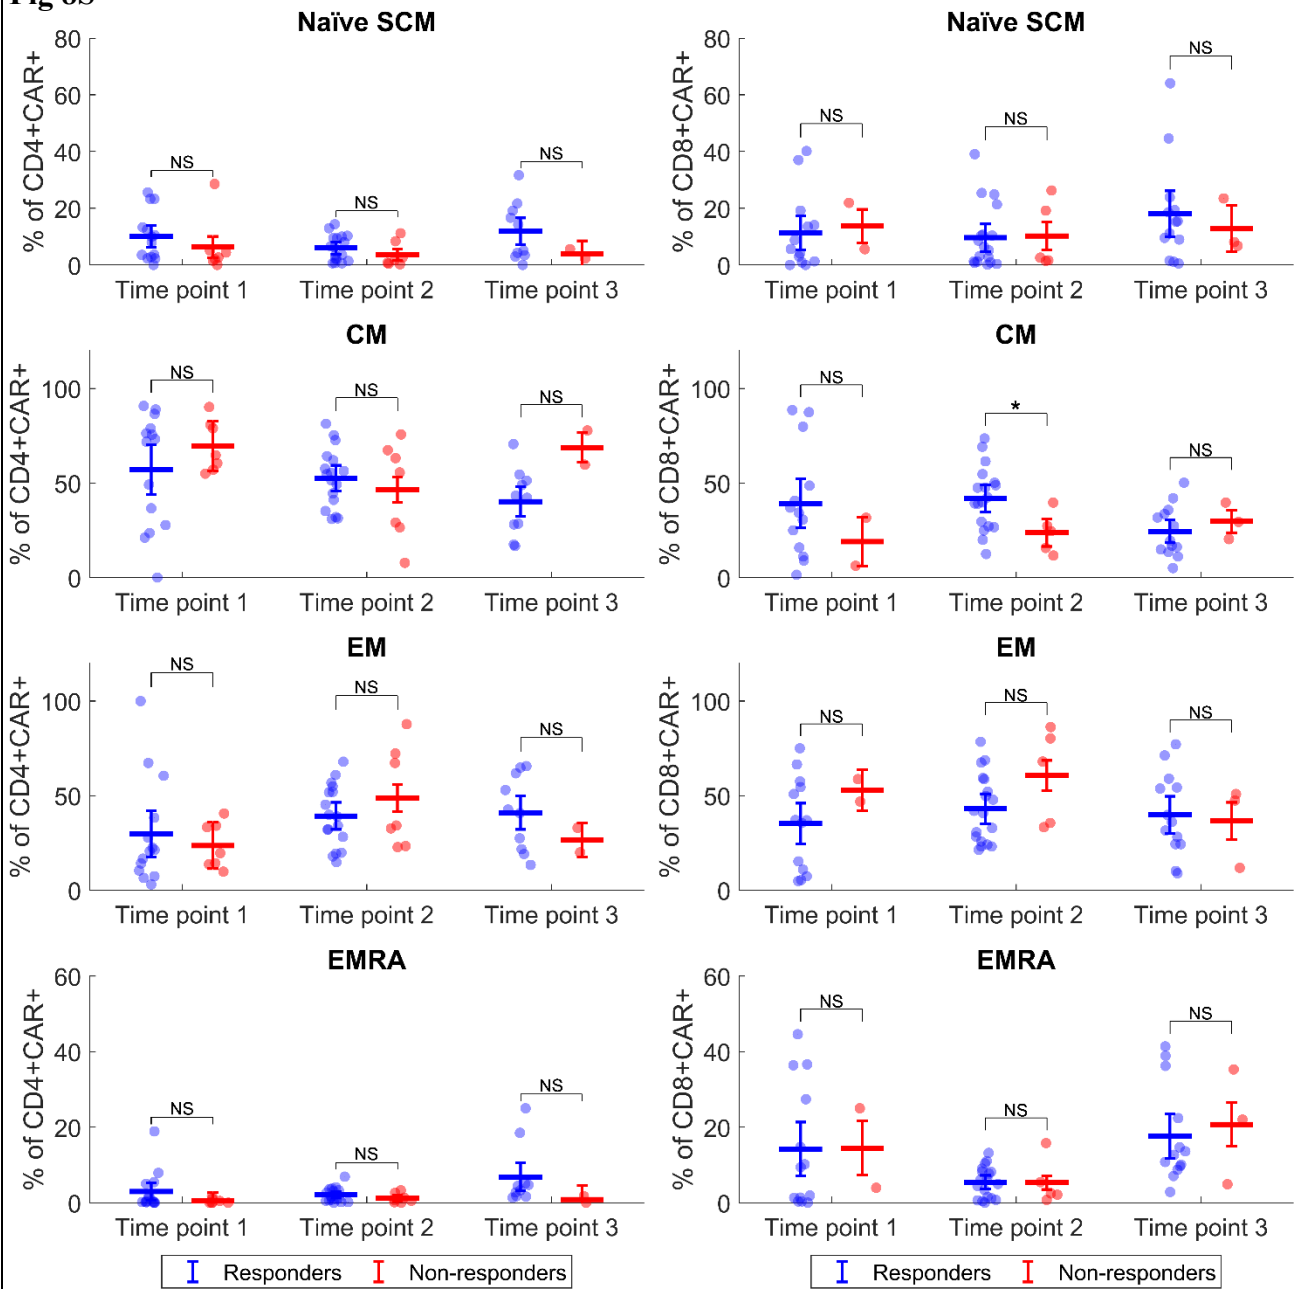 Naïve SCM
80
60
40
20
0
% of CD4+CAR+
NS
NS
NS
Time point 1
Time point 2
Time point 3
Naïve SCM
80
60
40
20
0
% of CD8+CAR+
NS
NS
NS
Time point 1
Time point 2
Time point 3
CM
100
50
0
% of CD4+CAR+
NS
NS
NS
Time point 1
Time point 2
Time point 3
CM
100
50
0
% of CD8+CAR+
NS
*
NS
Time point 1
Time point 2
Time point 3
EM
100
50
0
% of CD4+CAR+
NS
NS
NS
Time point 1
Time point 2
Time point 3
EM
100
50
0
% of CD8+CAR+
NS
NS
NS
Time point 1
Time point 2
Time point 3
EMRA
60
40
20
0
% of CD4+CAR+
NS
NS
NS
Time point 1
Time point 2
Time point 3
EMRA
60
40
20
0
% of CD8+CAR+
NS
NS
NS
Time point 1
Time point 2
Time point 3
Responders
Non-responders
Responders
Non-responders